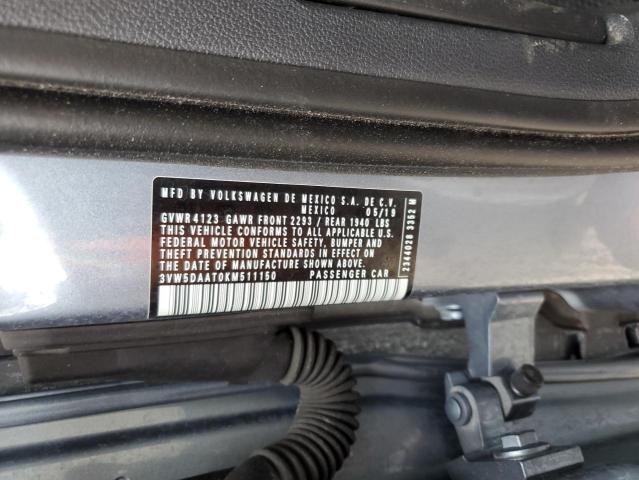 MFD BY VOLKSWAGEN DE MEXICO S.A. DE C.V.
MEXICO 05/19
GVWR 4123 GAWR FRONT 2293 / REAR 1940 LBS
THIS VEHICLE CONFORMS TO ALL APPLICABLE U.S.
FEDERAL MOTOR VEHICLE SAFETY, BUMPER AND
THEFT PREVENTION STANDARDS IN EFFECT ON
THE DATE OF MANUFACTURE SHOWN ABOVE
3VW5DAAT0KM511150 PASSENGER CAR
2344028 3352 M